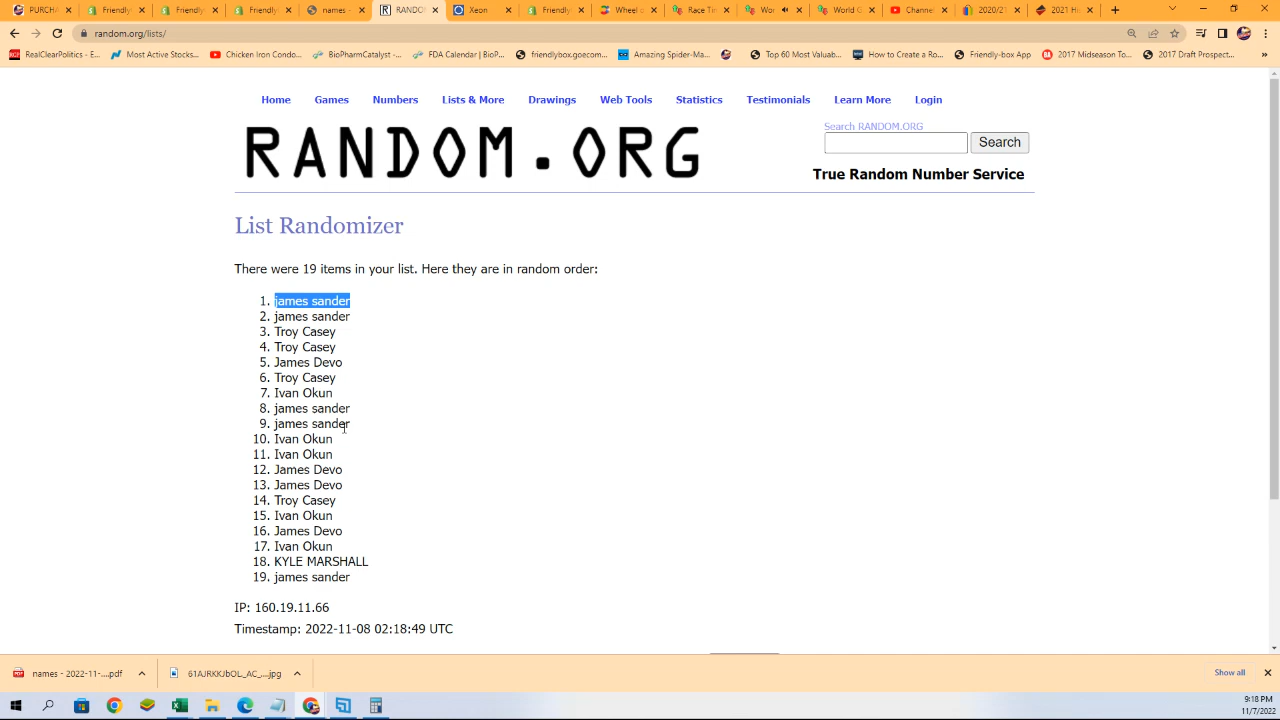 PURCHA
Friendly
Friendly
Friendly
names -
RANDO
Xeon
Friendly
Wheel o
Race Tim
Wor
World G
Channel
2020/21
2021 His
random.org/lists/
RealClearPolitics - E...
Most Active Stocks...
Chicken Iron Condo...
BioPharmCatalyst -...
FDA Calendar | BioP...
friendlybox.goecom...
Amazing Spider-Ma...
Top 60 Most Valuab...
How to Create a Ro...
Friendly-box App
2017 Midseason To...
2017 Draft Prospect...
Home
Games
Numbers
Lists & More
Drawings
Web Tools
Statistics
Testimonials
Learn More
Login
RANDOM.ORG
Search RANDOM.ORG
Search
True Random Number Service
List Randomizer
There were 19 items in your list. Here they are in random order:
1. james sander
2. james sander
3. Troy Casey
4. Troy Casey
5. James Devo
6. Troy Casey
7. Ivan Okun
8. james sander
9. james sander
10. Ivan Okun
11. Ivan Okun
12. James Devo
13. James Devo
14. Troy Casey
15. Ivan Okun
16. James Devo
17. Ivan Okun
18. KYLE MARSHALL
19. james sander
IP: 160.19.11.66
Timestamp: 2022-11-08 02:18:49 UTC
names - 2022-11-....pdf
61AJRKKJbOL_AC_...jpg
Show all
9:18 PM
11/7/2022